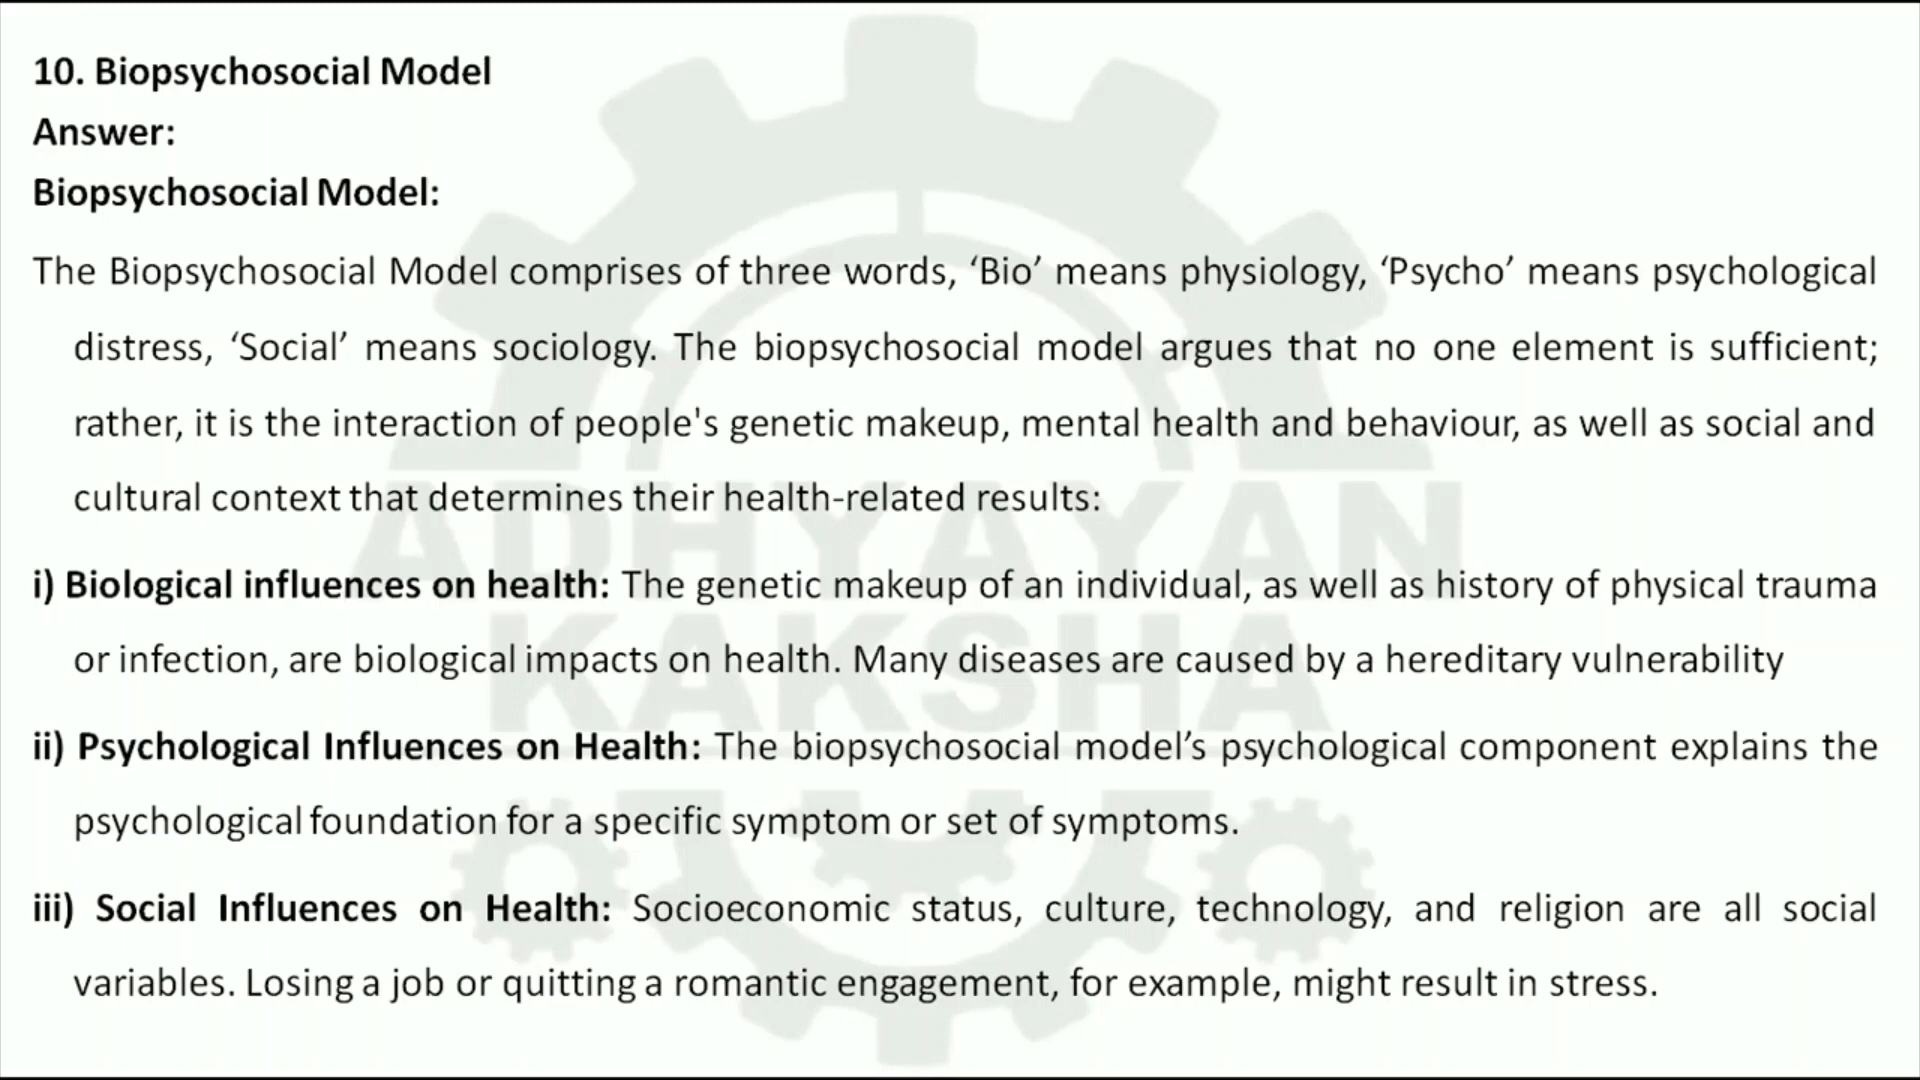 10. Biopsychosocial Model
Answer:
Biopsychosocial Model:
The Biopsychosocial Model comprises of three words, ‘Bio’ means physiology, ‘Psycho’ means psychological
distress, ‘Social’ means sociology. The biopsychosocial model argues that no one element is sufficient;
rather, it is the interaction of people's genetic makeup, mental health and behaviour, as well as social and
cultural context that determines their health-related results:
ADHYAYAN
i) Biological influences on health: The genetic makeup of an individual, as well as history of physical trauma
or infection, are biological impacts on health. Many diseases are caused by a hereditary vulnerability
KAKSHA
ii) Psychological Influences on Health: The biopsychosocial model’s psychological component explains the
psychological foundation for a specific symptom or set of symptoms.
iii) Social Influences on Health: Socioeconomic status, culture, technology, and religion are all social
variables. Losing a job or quitting a romantic engagement, for example, might result in stress.